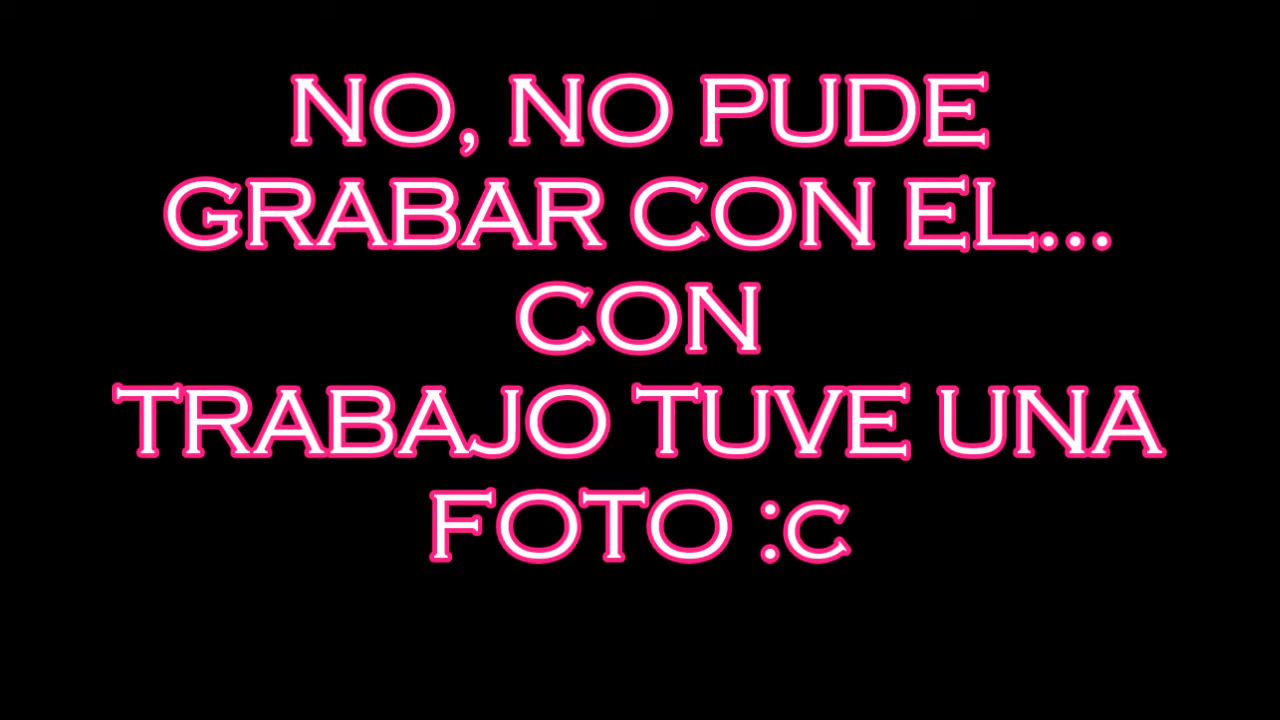 NO, NO PUDE
GRABAR CON EL...
CON
TRABAJO TUVE UNA
FOTO :C